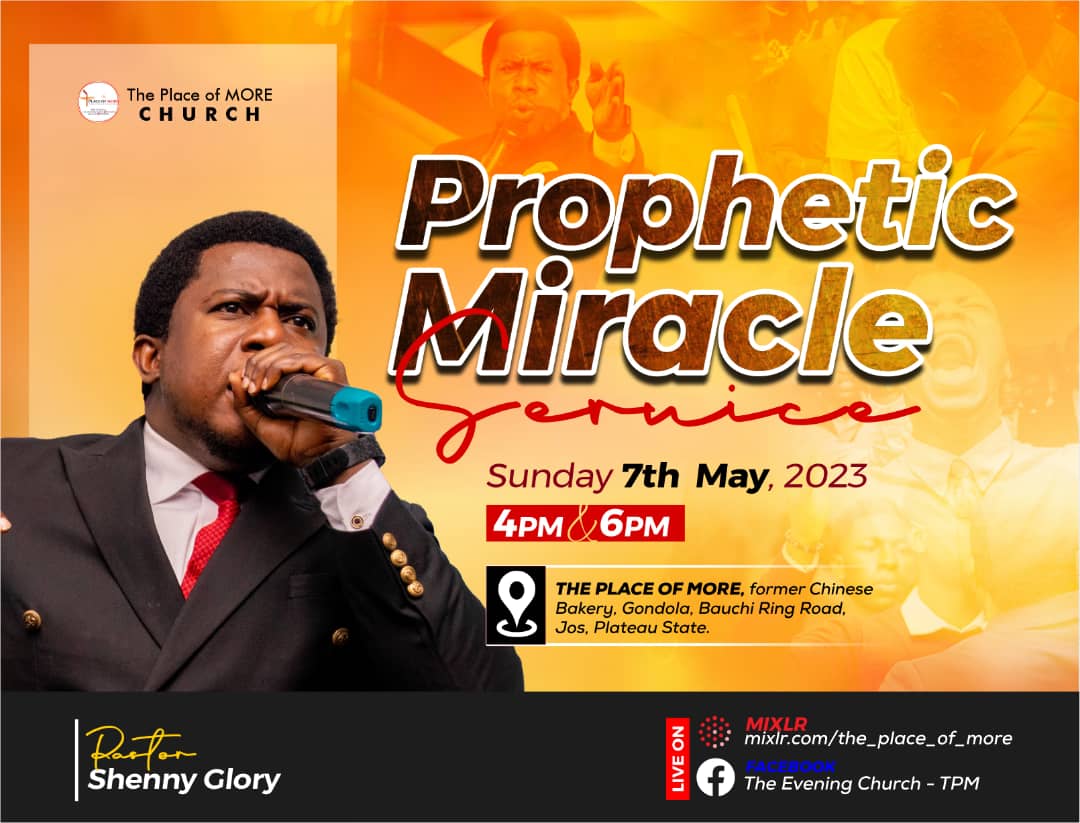 The Place of MORE
CHURCH
Prophetic
Miracle
Service
Sunday 7th May, 2023
4PM & 6PM
THE PLACE OF MORE, former Chinese
Bakery, Gondola, Bauchi Ring Road,
Jos, Plateau State.
Pastor
Shenny Glory
LIVE ON
MIXLR
mixlr.com/the_place_of_more
FACEBOOK
The Evening Church - TPM